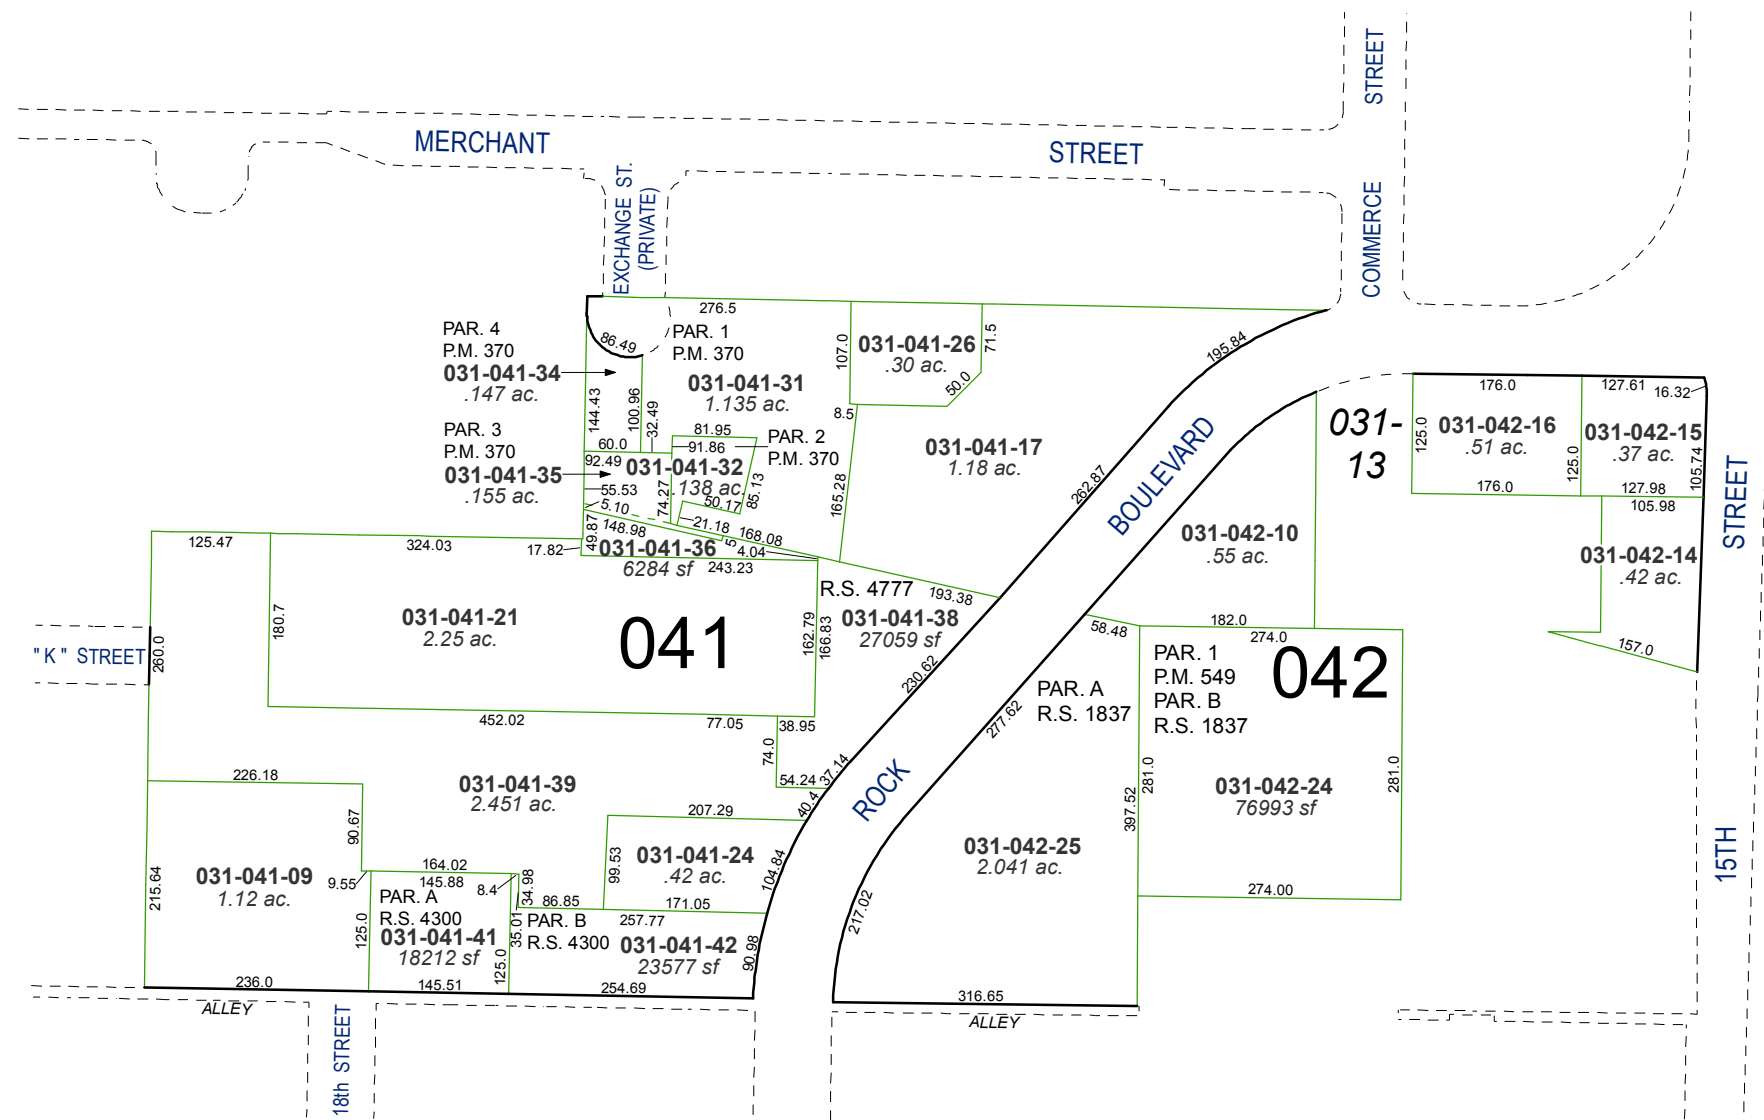 STREET
MERCHANT
STREET
EXCHANGE ST.
(PRIVATE)
COMMERCE
276.5
86.49
PAR. 4
P.M. 370
031-041-34
.147 ac.
PAR. 1
P.M. 370
031-041-31
1.135 ac.
107.0
031-041-26
.30 ac.
71.5
50.0
195.84
144.43
100.96
32.49
8.5
PAR. 3
P.M. 370
031-041-35
.155 ac.
60.0
92.49
55.53
5.10
81.95
91.86
031-041-32
.138 ac.
PAR. 2
P.M. 370
74.27
50.17
85.13
21.18
168.08
165.28
031-041-17
1.18 ac.
262.87
BOULEVARD
031-
13
176.0
127.61
16.32
125.0
031-042-16
.51 ac.
031-042-15
.37 ac.
125.0
105.74
176.0
127.98
105.98
STREET
031-042-14
.42 ac.
157.0
031-042-10
.55 ac.
182.0
125.47
324.03
17.82
49.87
148.98
5
4.04
031-041-36
6284 sf
243.23
R.S. 4777
193.38
031-041-38
27059 sf
180.7
031-041-21
2.25 ac.
041
162.79
166.83
"K" STREET
260.0
230.62
58.48
274.0
PAR. A
R.S. 1837
PAR. 1
P.M. 549
PAR. B
R.S. 1837
042
277.62
452.02
77.05
38.95
74.0
54.24
37.14
40.4
ROCK
226.18
031-041-39
2.451 ac.
281.0
397.52
031-042-24
76993 sf
281.0
90.67
207.29
99.53
031-041-24
.42 ac.
104.84
031-042-25
2.041 ac.
15TH
215.64
031-041-09
1.12 ac.
9.55
164.02
145.88
8.4
34.98
86.85
171.05
274.00
PAR. A
R.S. 4300
031-041-41
18212 sf
125.0
35.01
125.0
PAR. B
R.S. 4300
257.77
031-041-42
23577 sf
90.98
217.02
236.0
145.51
254.69
316.65
ALLEY
ALLEY
18th STREET